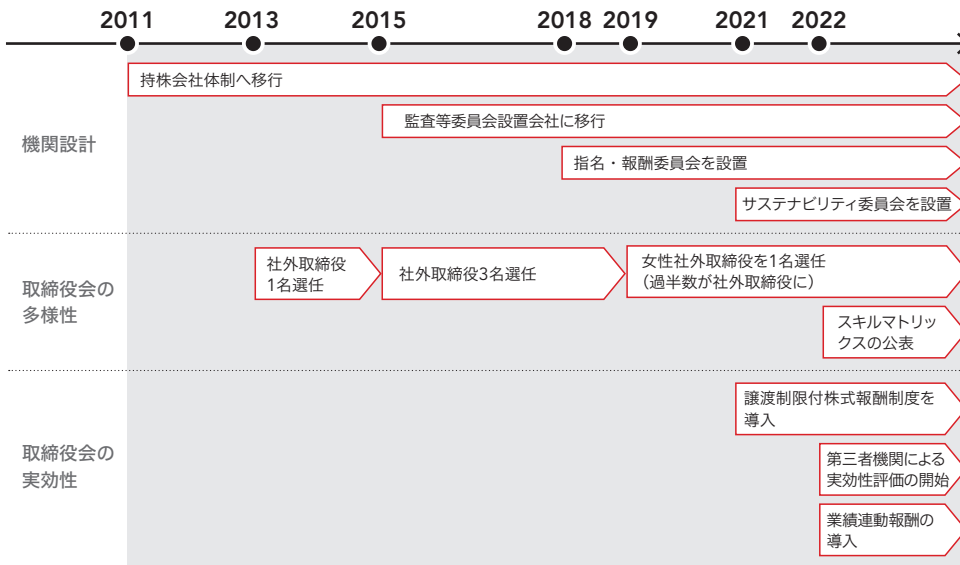 2011 2013 2015 2018 2019 2021 2022
機関設計
持株会社体制へ移行
監査等委員会設置会社に移行
指名・報酬委員会を設置
サステナビリティ委員会を設置
取締役会の
多様性
社外取締役
1名選任
社外取締役3名選任
女性社外取締役を1名選任
（過半数が社外取締役に）
スキルマトリッ
クスの公表
取締役会の
実効性
譲渡制限付株式報酬制度を
導入
第三者機関による
実効性評価の開始
業績連動報酬の
導入